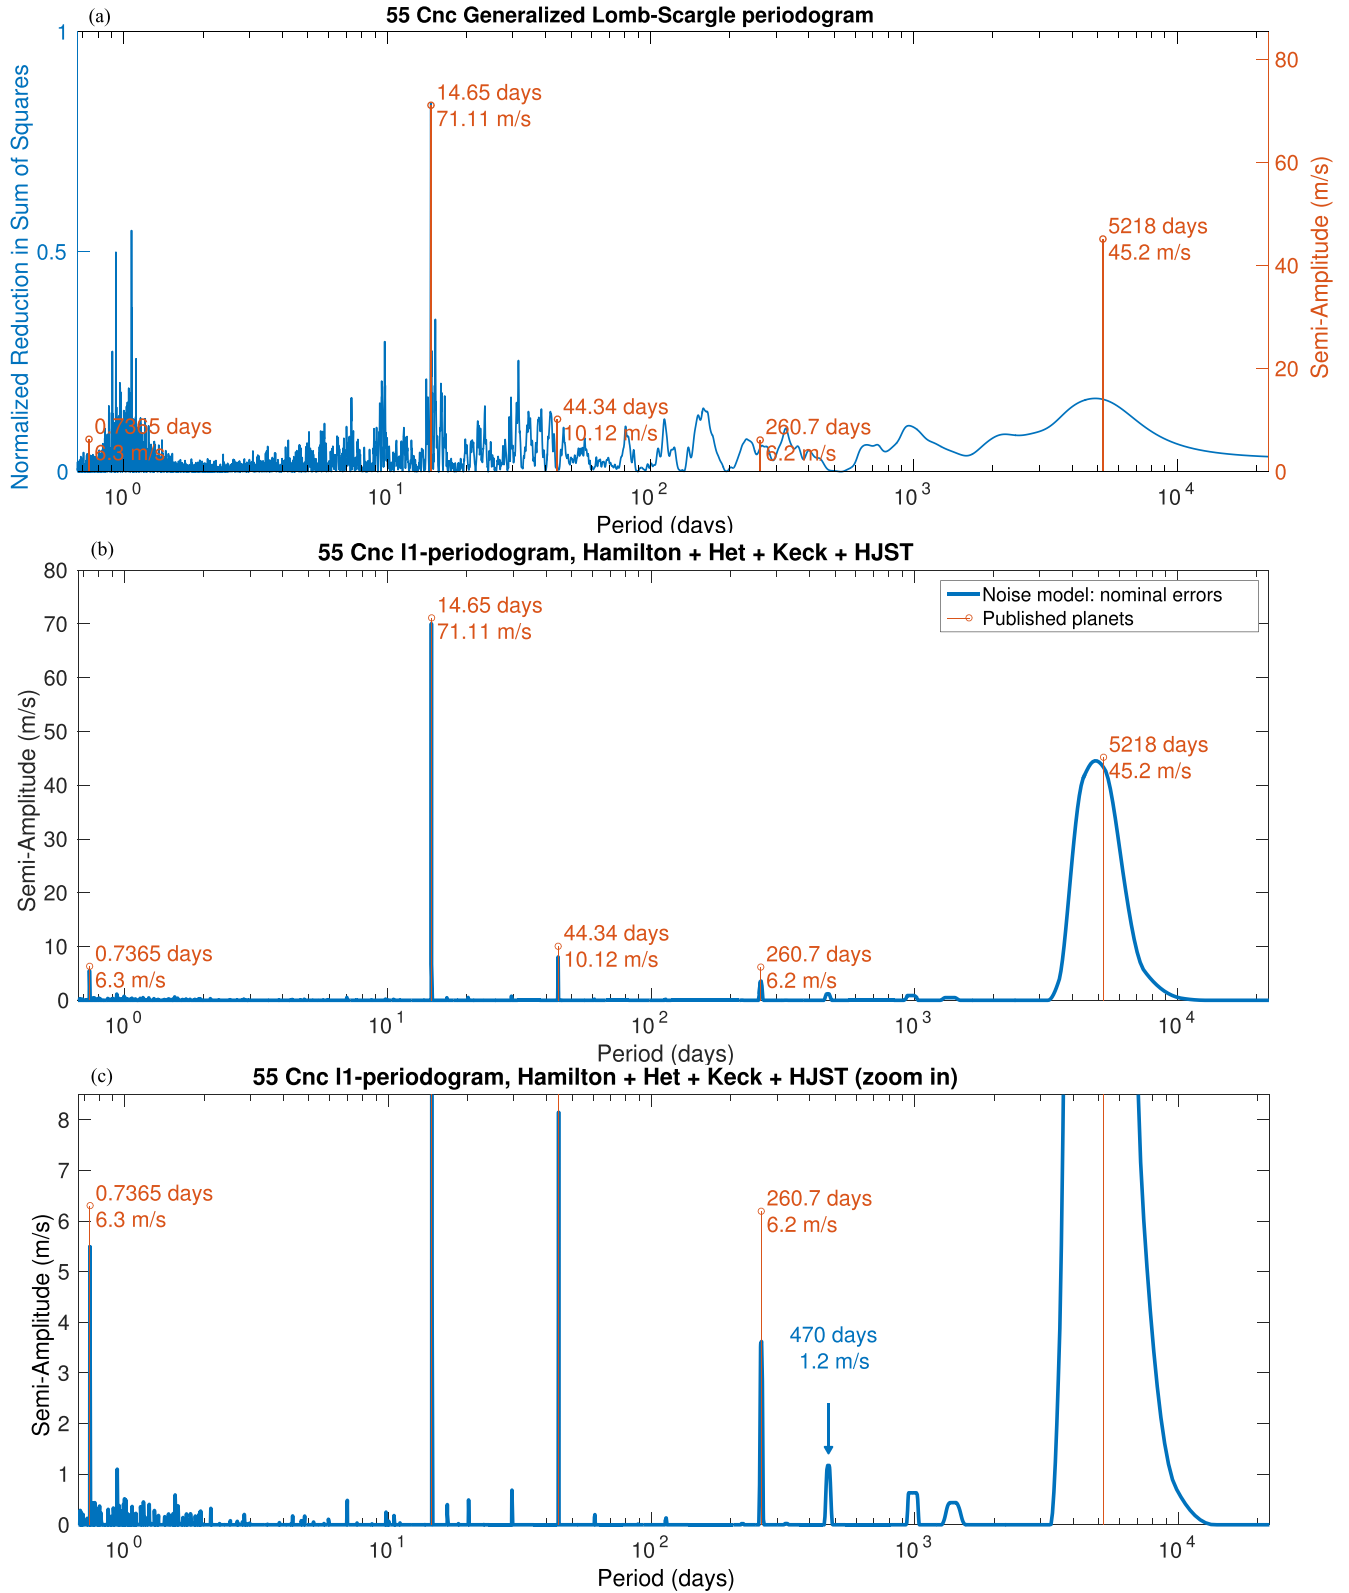 (a)
55 Cnc Generalized Lomb-Scargle periodogram
Normalized Reduction in Sum of Squares
Semi-Amplitude (m/s)
1
0.5
0
80
60
40
20
0
14.65 days
71.11 m/s
5218 days
45.2 m/s
0.7365 days
6.3 m/s
44.34 days
10.12 m/s
260.7 days
6.2 m/s
10^0
10^1
10^2
10^3
10^4
Period (days)
(b)
55 Cnc l1-periodogram, Hamilton + Het + Keck + HJST
Semi-Amplitude (m/s)
80
70
60
50
40
30
20
10
0
Noise model: nominal errors
Published planets
14.65 days
71.11 m/s
5218 days
45.2 m/s
0.7365 days
6.3 m/s
44.34 days
10.12 m/s
260.7 days
6.2 m/s
10^0
10^1
10^2
10^3
10^4
Period (days)
(c)
55 Cnc l1-periodogram, Hamilton + Het + Keck + HJST (zoom in)
Semi-Amplitude (m/s)
8
7
6
5
4
3
2
1
0
0.7365 days
6.3 m/s
260.7 days
6.2 m/s
470 days
1.2 m/s
10^0
10^1
10^2
10^3
10^4
Period (days)